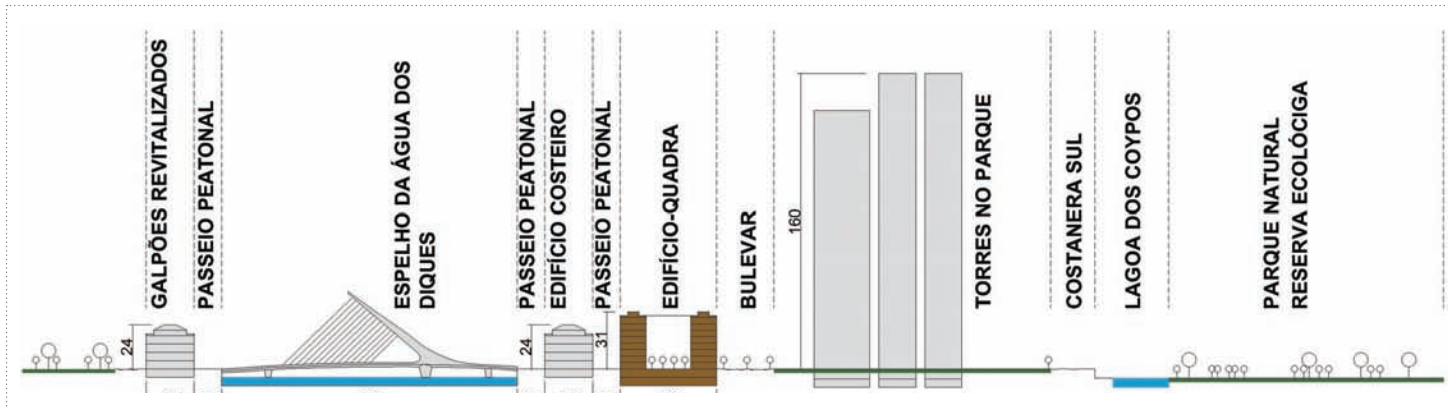 GALPÕES REVITALIZADOS
PASSEIO PEATONAL
ESPELHO DA ÁGUA DOS
DIQUES
PASSEIO PEATONAL
EDIFÍCIO COSTEIRO
PASSEIO PEATONAL
EDIFÍCIO-QUADRA
BULEVAR
TORRES NO PARQUE
COSTANERA SUL
LAGOA DOS COYPOS
PARQUE NATURAL
RESERVA ECOLÓCIGA
24
24
31
160